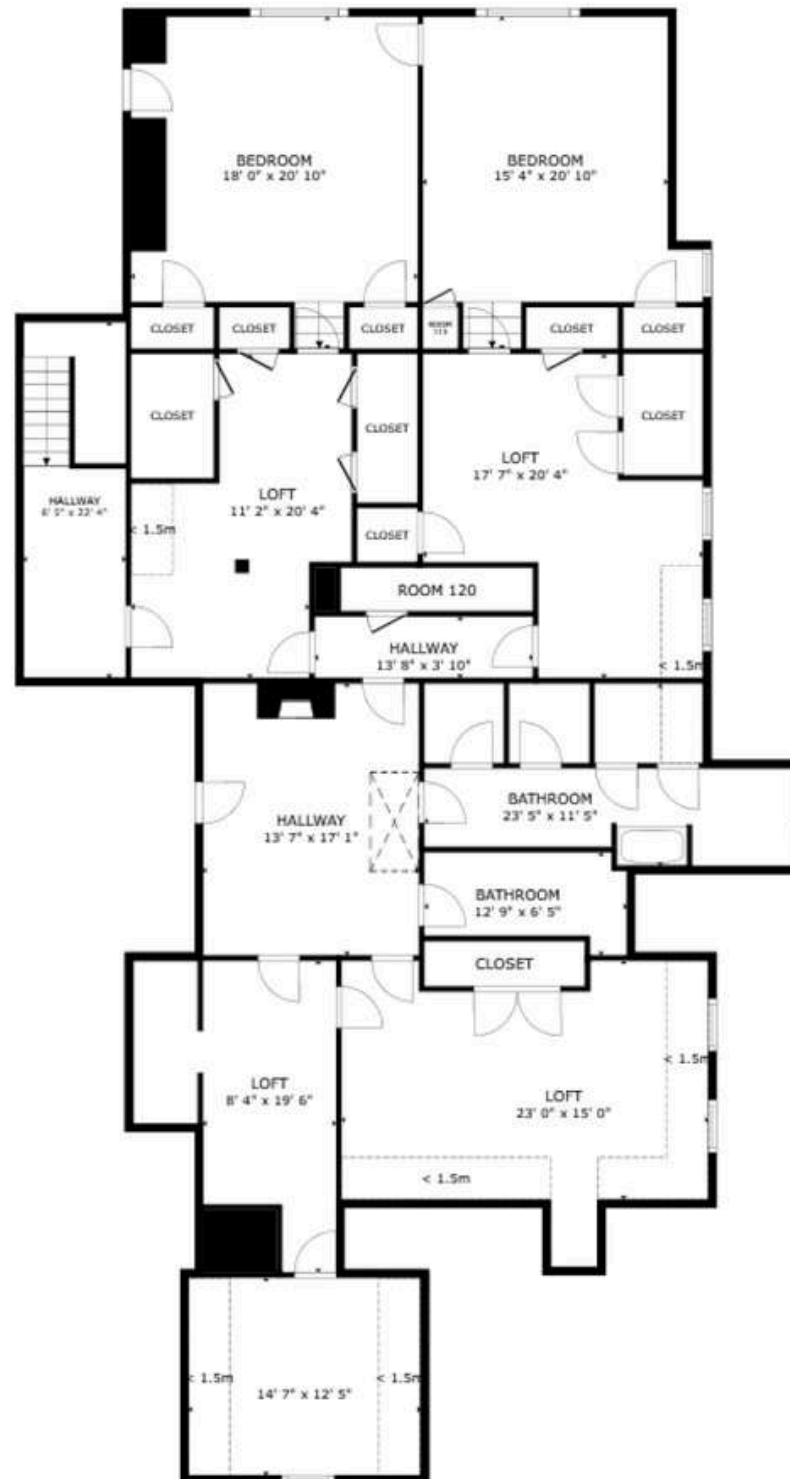 BEDROOM
18' 0" x 20' 10"
BEDROOM
15' 4" x 20' 10"
CLOSET
CLOSET
CLOSET
ROOM
CLOSET
CLOSET
CLOSET
CLOSET
CLOSET
LOFT
17' 7" x 20' 4"
HALLWAY
22' 4"
LOFT
11' 2" x 20' 4"
< 1.5m
CLOSET
ROOM 120
HALLWAY
13' 8" x 3' 10"
< 1.5m
HALLWAY
13' 7" x 17' 1"
BATHROOM
23' 5" x 11' 5"
BATHROOM
12' 9" x 6' 5"
CLOSET
< 1.5m
LOFT
8' 4" x 19' 6"
LOFT
23' 0" x 15' 0"
< 1.5m
< 1.5m
< 1.5m
14' 7" x 12' 5"